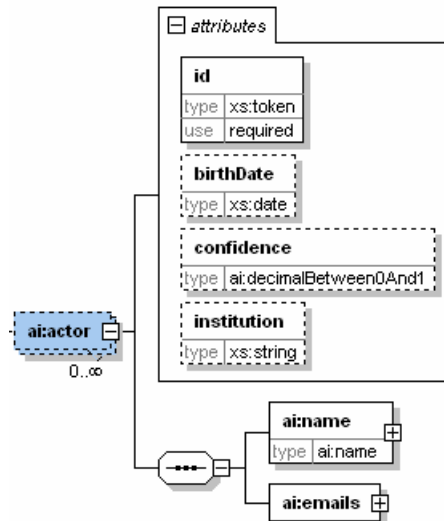 attributes
id
type xs:token
use required
birthDate
type xs:date
confidence
type ai:decimalBetween0And1
institution
type xs:string
ai:actor
0..∞
ai:name
type ai:name
ai:emails